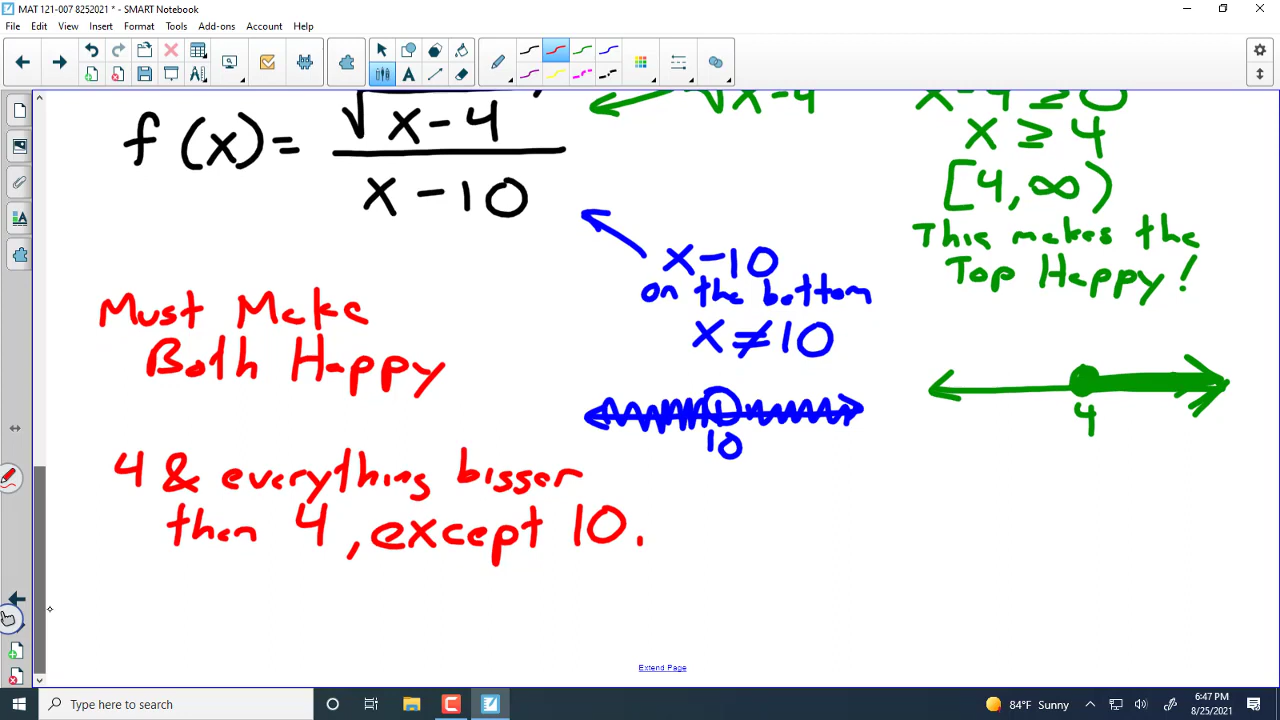 MAT 121-007 8252021 * - SMART Notebook
File Edit View Insert Format Tools Add-ons Account Help
f(x)= √x-4
x-10
√x-4
x-4≥0
x ≥ 4
[4,∞)
This makes the
Top Happy!
x-10
on the bottom
x≠10
Must Make
Both Happy
10
4
4 & everything bigger
than 4, except 10.
Extend Page
Type here to search
84°F Sunny
6:47 PM
8/25/2021